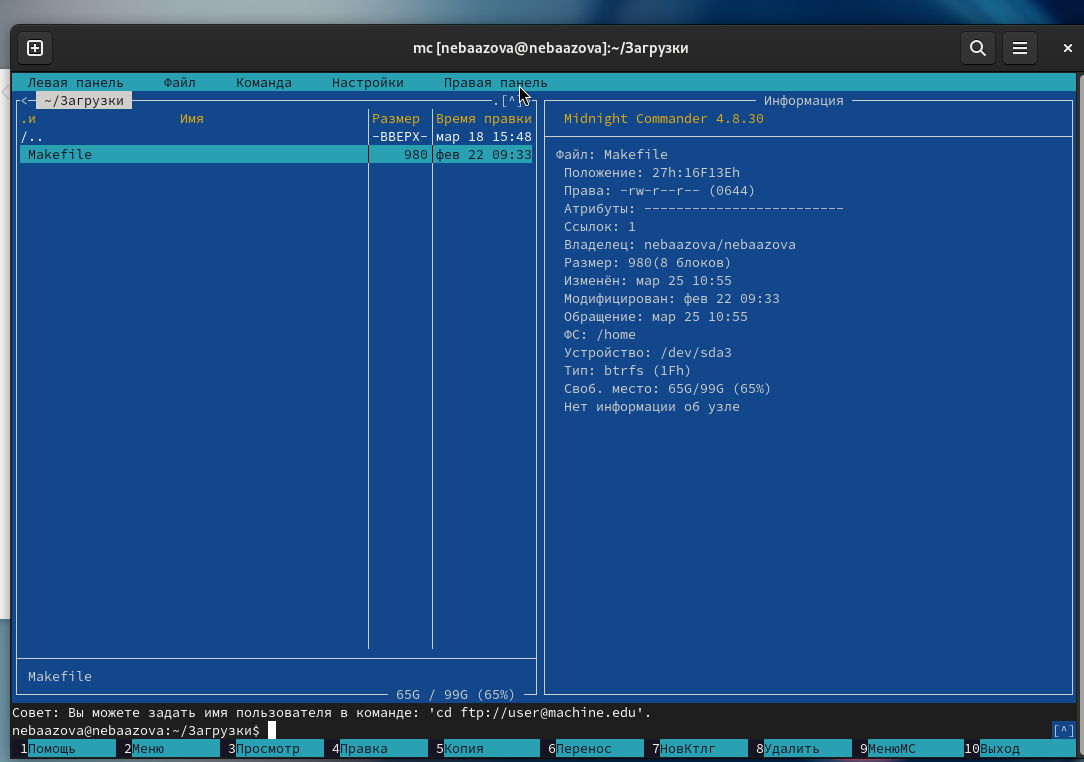 mc [nebaazova@nebaazova]:~/Загрузки
Левая панель Файл Команда Настройки Правая панель
<─ ~/Загрузки .[^]>
.и Имя Размер Время правки
/.. -ВВЕРХ- мар 18 15:48
Makefile 980 фев 22 09:33
Makefile
65G / 99G (65%)
Информация
Midnight Commander 4.8.30
Файл: Makefile
Положение: 27h:16F13Eh
Права: -rw-r--r-- (0644)
Атрибуты: -------------------------
Ссылок: 1
Владелец: nebaazova/nebaazova
Размер: 980(8 блоков)
Изменён: мар 25 10:55
Модифицирован: фев 22 09:33
Обращение: мар 25 10:55
ФС: /home
Устройство: /dev/sda3
Тип: btrfs (1Fh)
Своб. место: 65G/99G (65%)
Нет информации об узле
Совет: Вы можете задать имя пользователя в команде: 'cd ftp://user@machine.edu'.
nebaazova@nebaazova:~/Загрузки$ [^]
1Помощь 2Меню 3Просмотр 4Правка 5Копия 6Перенос 7НовКтлг 8Удалить 9МенюМС 10Выход